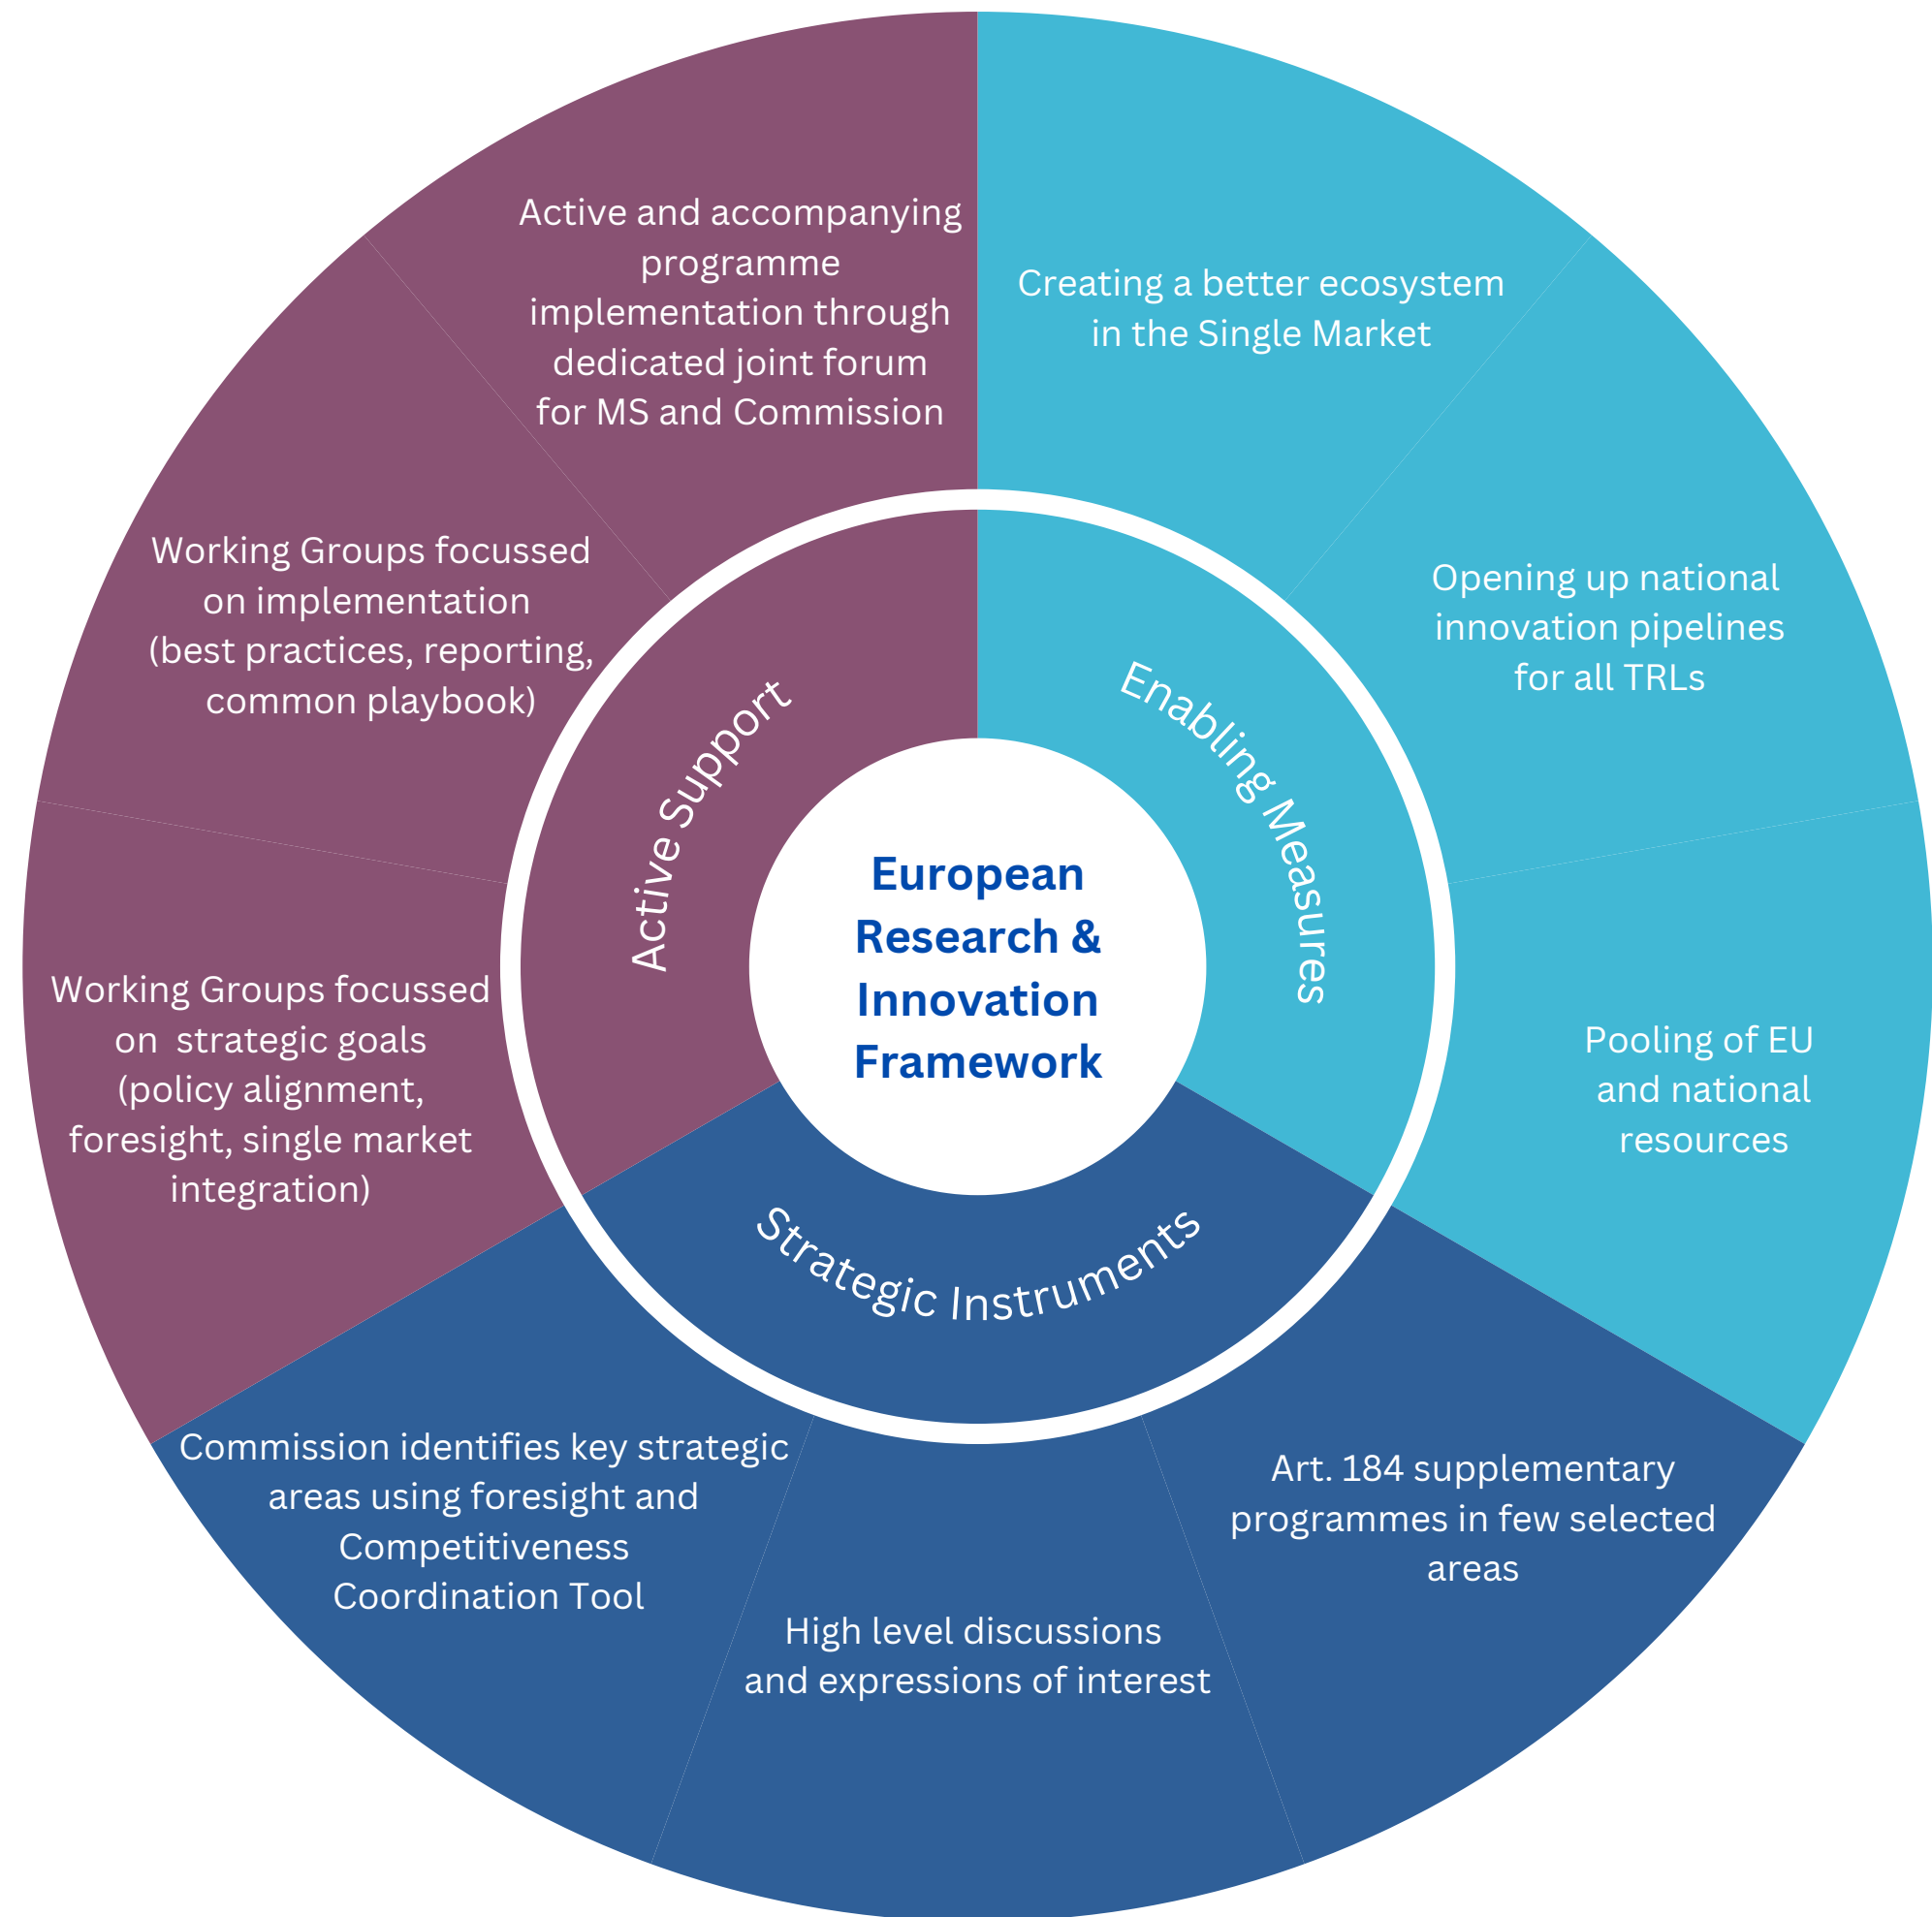 European
Research &
Innovation
Framework
Enabling Measures
Creating a better ecosystem
in the Single Market
Opening up national
innovation pipelines
for all TRLs
Pooling of EU
and national
resources
Strategic Instruments
Art. 184 supplementary
programmes in few selected
areas
High level discussions
and expressions of interest
Commission identifies key strategic
areas using foresight and
Competitiveness
Coordination Tool
Active Support
Working Groups focussed
on  strategic goals
(policy alignment,
foresight, single market
integration)
Working Groups focussed
on implementation
(best practices, reporting,
common playbook)
Active and accompanying
programme
implementation through
dedicated joint forum
for MS and Commission